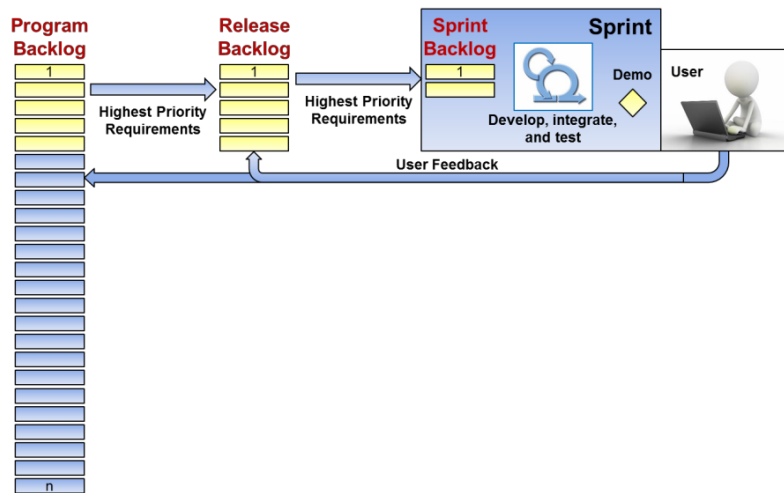 Program
Backlog
1
n
Highest Priority
Requirements
Release
Backlog
1
Highest Priority
Requirements
Sprint
Backlog
1
Sprint
Demo
Develop, integrate,
and test
User
User Feedback